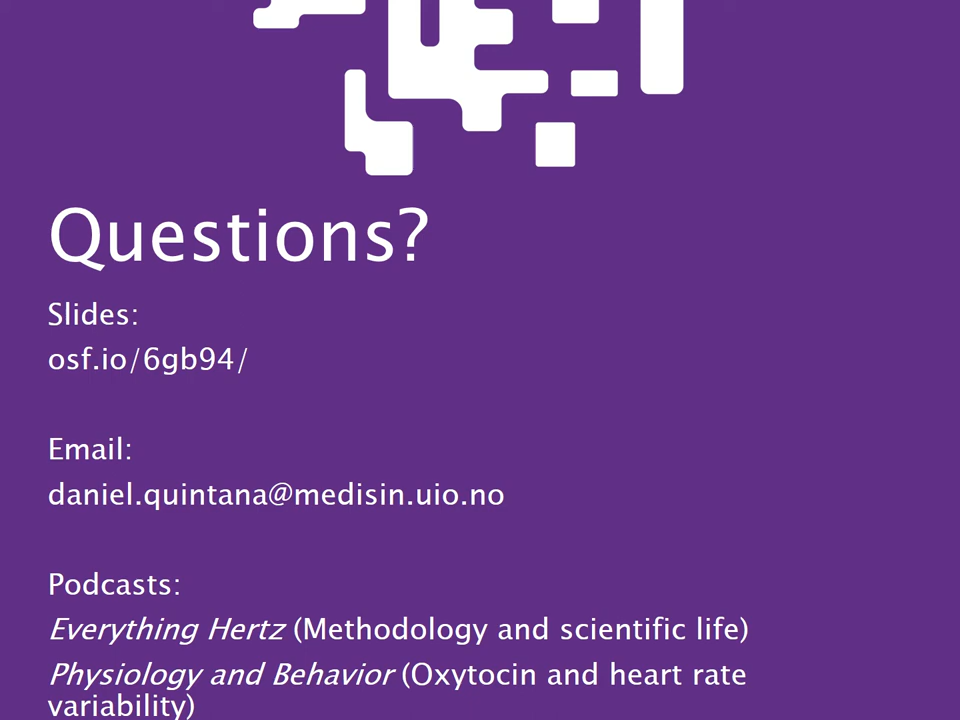 Questions?
Slides:
osf.io/6gb94/
Email:
daniel.quintana@medisin.uio.no
Podcasts:
Everything Hertz (Methodology and scientific life)
Physiology and Behavior (Oxytocin and heart rate
variability)